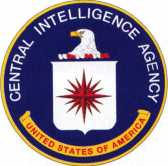 CENTRAL INTELLIGENCE AGENCY
UNITED STATES OF AMERICA